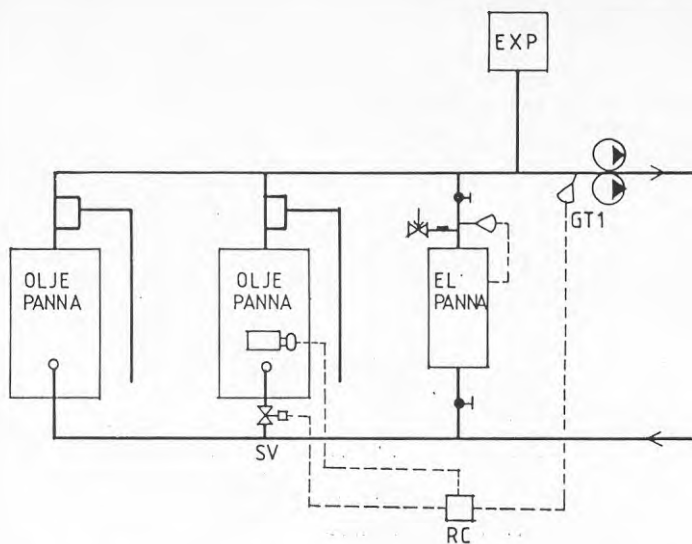 EXP
GT1
OLJE
PANNA
OLJE
PANNA
EL
PANNA
SV
RC